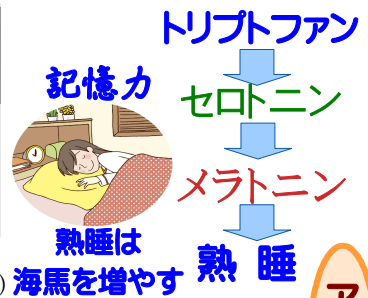 トリプトファン
記憶力
セロトニン
メラトニン
熟睡は
海馬を増やす
熟 睡
ア
)